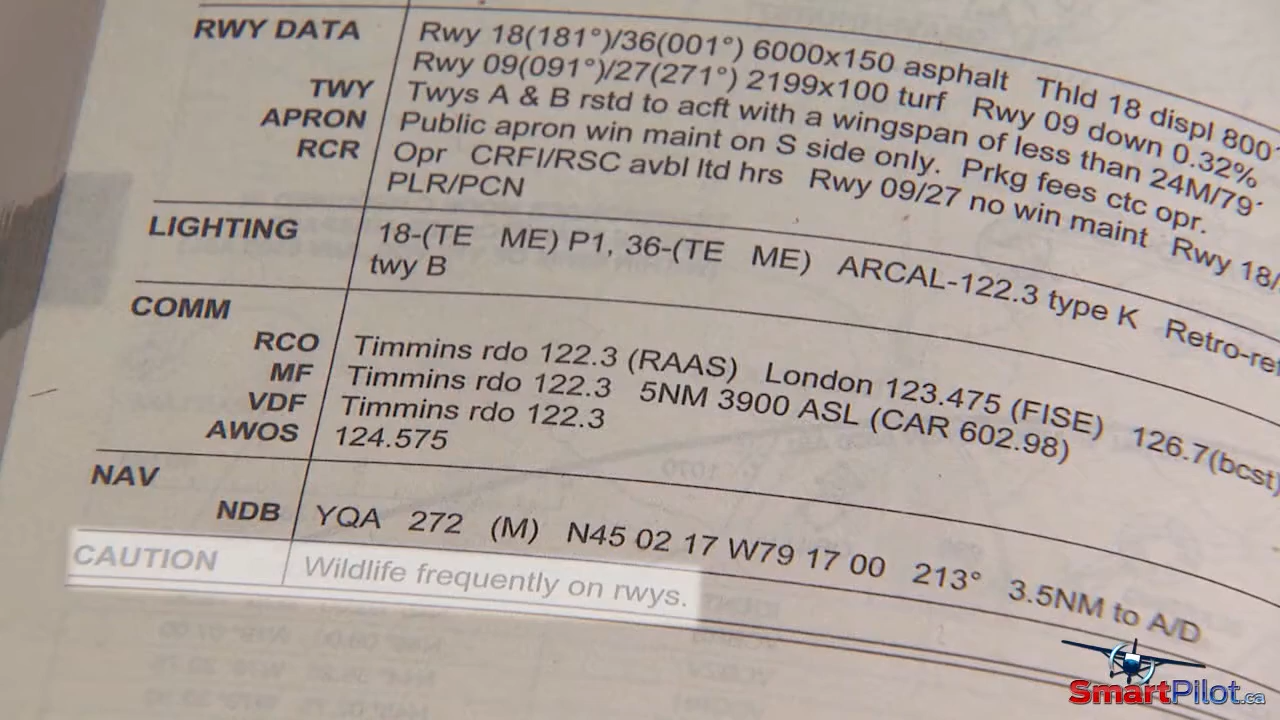 RWY DATA Rwy 18(181°)/36(001°) 6000x150 asphalt Thld 18 displ 800'
Rwy 09(091°)/27(271°) 2199x100 turf Rwy 09 down 0.32%
TWY Twys A & B rstd to acft with a wingspan of less than 24M/79'
APRON Public apron win maint on S side only. Prkg fees ctc opr.
RCR Opr CRFI/RSC avbl ltd hrs Rwy 09/27 no win maint Rwy 18/
PLR/PCN
LIGHTING 18-(TE ME) P1, 36-(TE ME) ARCAL-122.3 type K
twy B
COMM
RCO Timmins rdo 122.3 (RAAS) London 123.475 (FISE) 126.7(bcst)
MF Timmins rdo 122.3 5NM 3900 ASL (CAR 602.98)
VDF Timmins rdo 122.3
AWOS 124.575
NAV
NDB YQA 272 (M) N45 02 17 W79 17 00 213° 3.5NM to A/D
CAUTION Wildlife frequently on rwys.
SmartPilot.ca